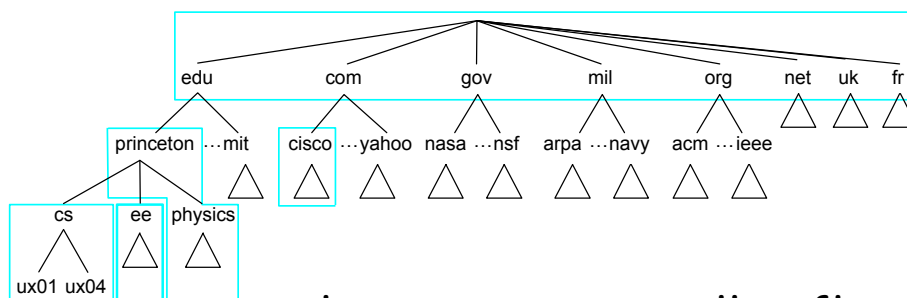 edu com gov mil org net uk fr
princeton ...mit cisco ...yahoo nasa ...nsf arpa ...navy acm ...ieee
cs ee physics
ux01 ux04